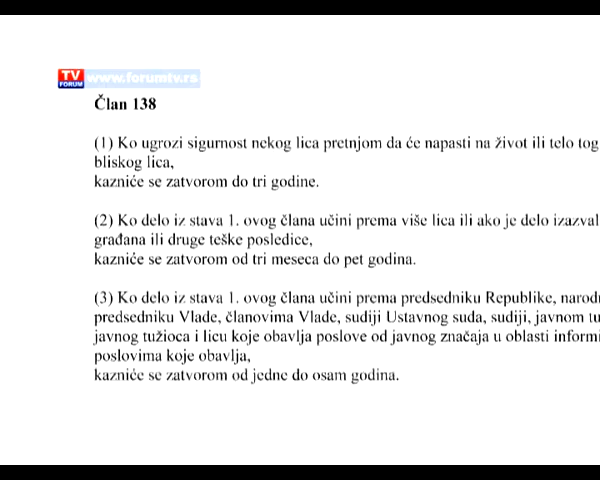 TV
FORUM
www.forumtv.rs
Član 138
(1) Ko ugrozi sigurnost nekog lica pretnjom da će napasti na život ili telo tog
bliskog lica,
kazniće se zatvorom do tri godine.
(2) Ko delo iz stava 1. ovog člana učini prema više lica ili ako je delo izazval
građana ili druge teške posledice,
kazniće se zatvorom od tri meseca do pet godina.
(3) Ko delo iz stava 1. ovog člana učini prema predsedniku Republike, narodn
predsedniku Vlade, članovima Vlade, sudiji Ustavnog suda, sudiji, javnom tu
javnog tužioca i licu koje obavlja poslove od javnog značaja u oblasti informi
poslovima koje obavlja,
kazniće se zatvorom od jedne do osam godina.